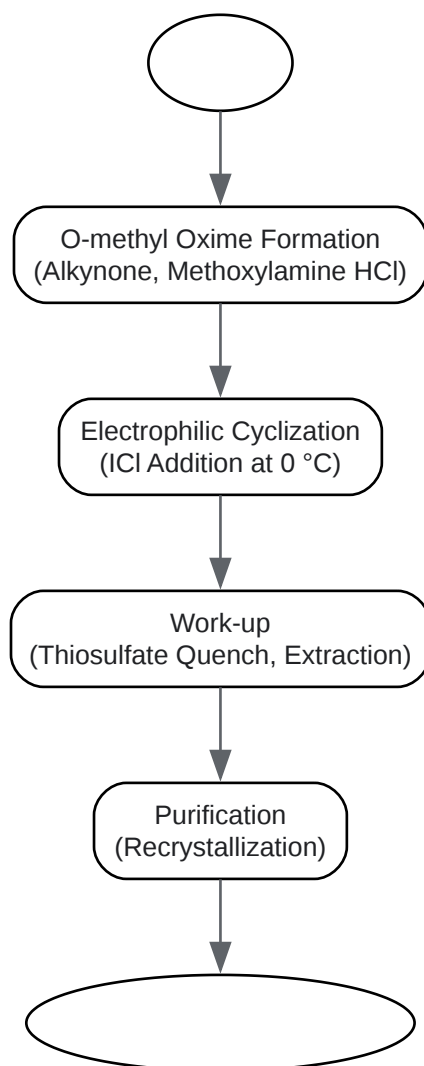 O-methyl Oxime Formation
(Alkynone, Methoxylamine HCl)
Electrophilic Cyclization
(ICl Addition at 0 °C)
Work-up
(Thiosulfate Quench, Extraction)
Purification
(Recrystallization)